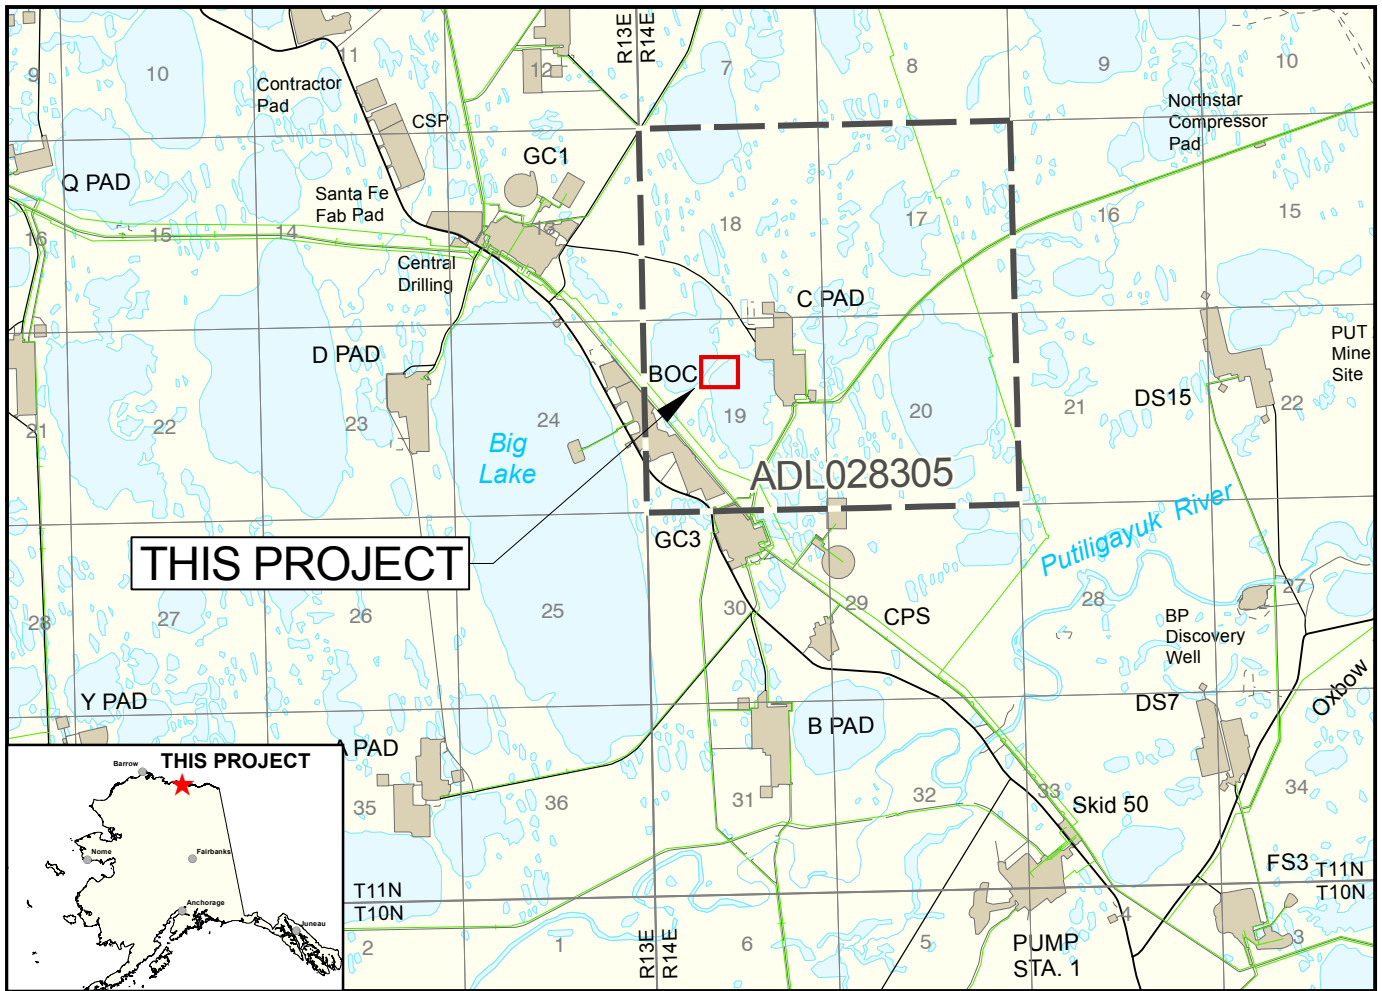 R13E
R14E
9
10
11
12
7
8
9
10
Contractor
Pad
CSP
Northstar
Compressor
Pad
GC1
Q PAD
Santa Fe
Fab Pad
16
15
14
13
18
17
16
15
Central
Drilling
C PAD
D PAD
PUT
Mine
Site
BOC
DS15
21
22
23
24
19
20
21
22
Big
Lake
ADL028305
Putiligayuk River
GC3
THIS PROJECT
28
27
26
25
30
29
28
27
CPS
BP
Discovery
Well
Y PAD
DS7
Oxbow
A PAD
B PAD
THIS PROJECT
Barrow
Nome
Fairbanks
Anchorage
Juneau
35
36
31
32
33
34
Skid 50
FS3
T11N
T10N
T11N
T10N
2
1
R13E
R14E
6
5
4
3
PUMP
STA. 1